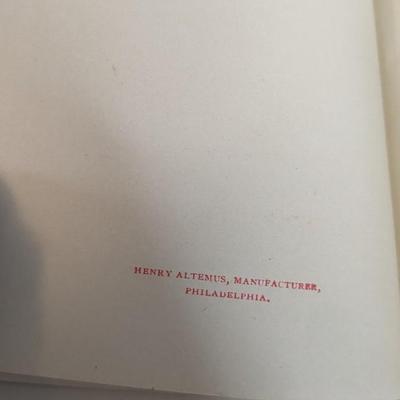 HENRY ALTEMUS, MANUFACTURER,
PHILADELPHIA.